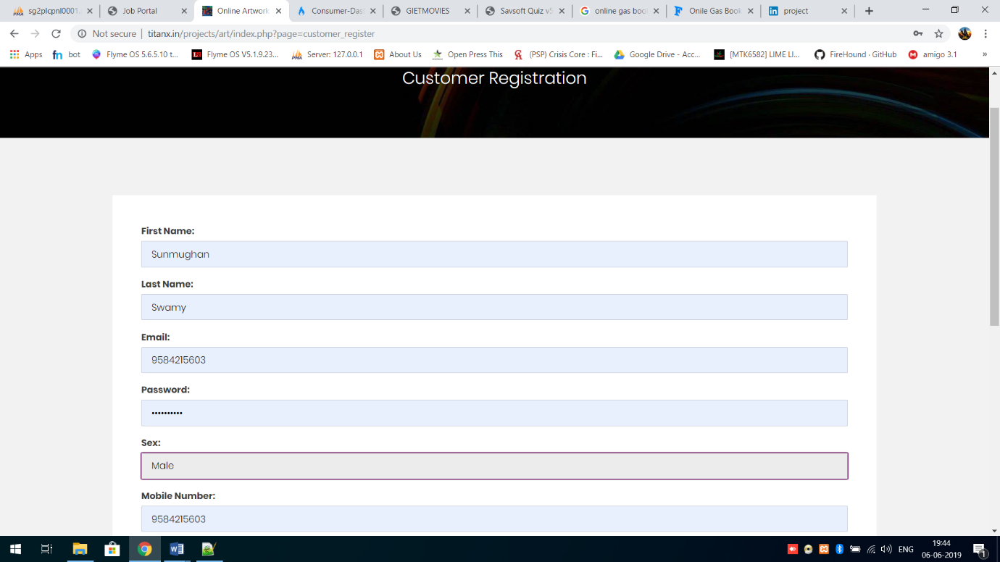 sg2plcpnl0001. Job Portal Online Artwork Consumer-Das GIETMOVIES Savsoft Quiz v5 online gas boo Onile Gas Book project
Not secure | titanx.in/projects/art/index.php?page=customer_register
Apps bot Flyme OS 5.6.5.10 t... Flyme OS V5.1.9.23... Server: 127.0.0.1 About Us Open Press This (PSP) Crisis Core : Fi... Google Drive - Acc... [MTK6582] LIME LI... FireHound · GitHub amigo 3.1 »
Customer Registration
First Name:
Sunmughan
Last Name:
Swamy
Email:
9584215603
Password:
••••••••••
Sex:
Male
Mobile Number:
9584215603
ENG 19:44
06-06-2019 1